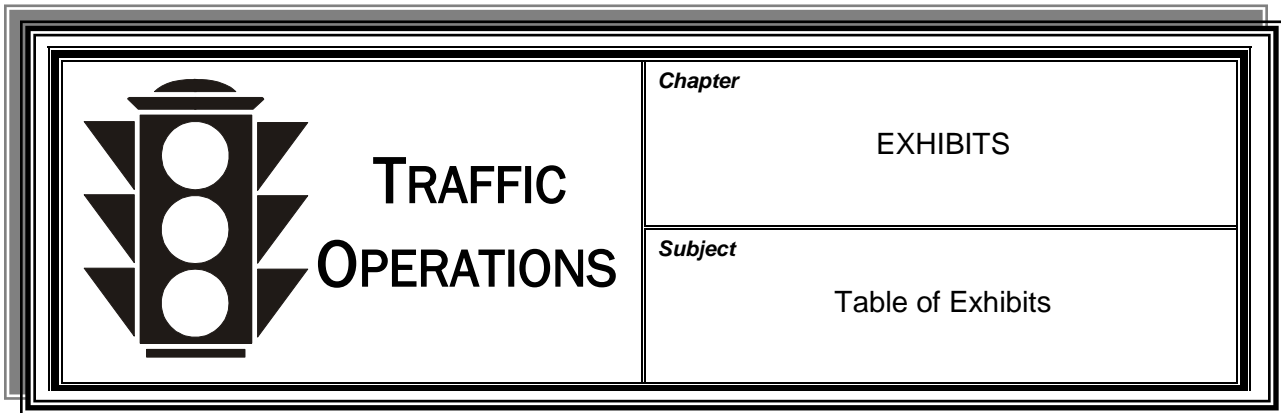 TRAFFIC
OPERATIONS
Chapter
EXHIBITS
Subject
Table of Exhibits